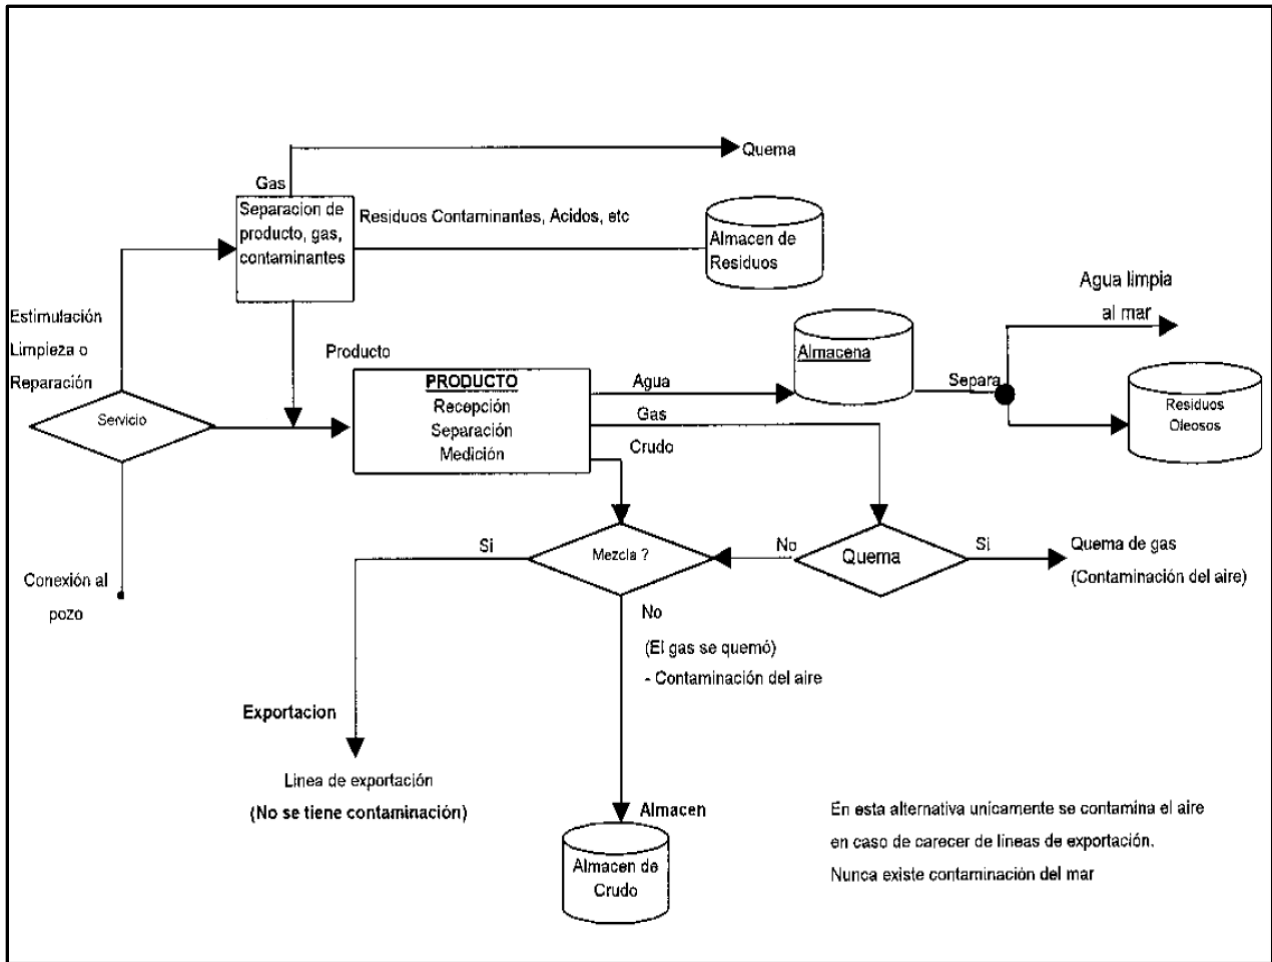 Quema
Gas
Separacion de
producto, gas,
contaminantes
Residuos Contaminantes, Acidos, etc
Almacen de
Residuos
Agua limpia
al mar
Estimulación
Limpieza o
Reparación
Producto
Almacena
Separa
PRODUCTO
Recepción
Separación
Medición
Agua
Gas
Crudo
Residuos
Oleosos
Servicio
Si
Mezcla ?
No
Quema
Si
Quema de gas
(Contaminación del aire)
Conexión al
pozo
No
(El gas se quemó)
- Contaminación del aire
Exportacion
Linea de exportación
(No se tiene contaminación)
Almacen
Almacen de
Crudo
En esta alternativa unicamente se contamina el aire
en caso de carecer de lineas de exportación.
Nunca existe contaminación del mar